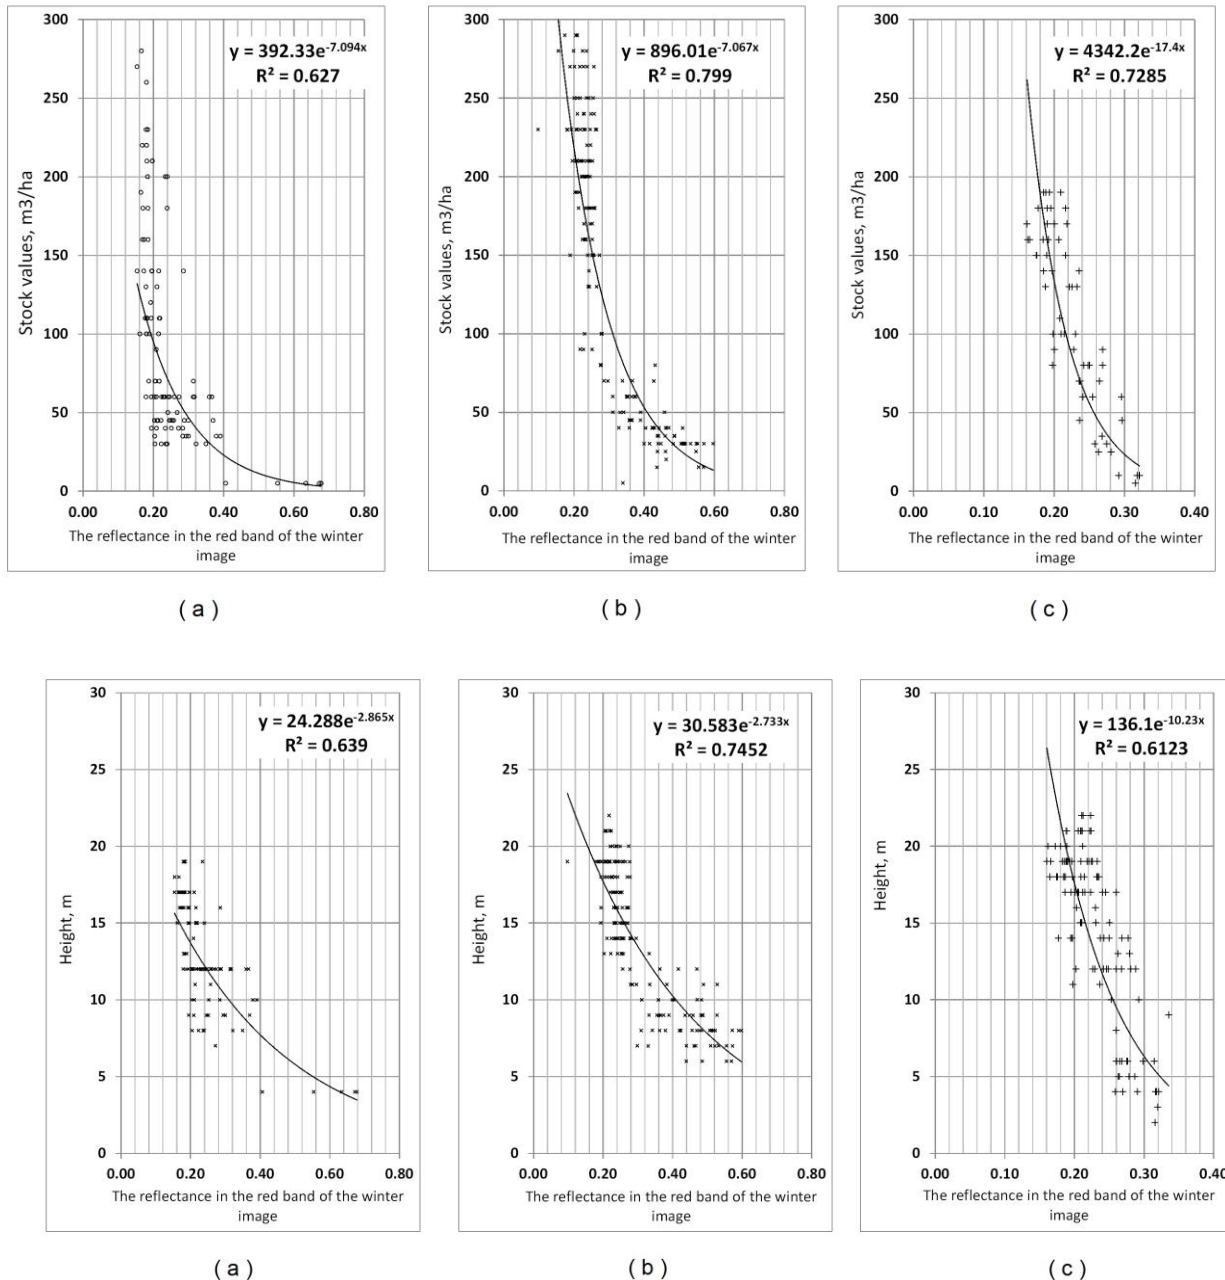 300
250
200
150
100
50
0
Stock values, m3/ha
y = 392.33e^-7.094x
R² = 0.627
0.00 0.20 0.40 0.60 0.80
The reflectance in the red band of the winter
image
( a )
300
250
200
150
100
50
0
Stock values, m3/ha
y = 896.01e^-7.067x
R² = 0.799
0.00 0.20 0.40 0.60 0.80
The reflectance in the red band of the winter
image
( b )
300
250
200
150
100
50
0
Stock values, m3/ha
y = 4342.2e^-17.4x
R² = 0.7285
0.00 0.10 0.20 0.30 0.40
The reflectance in the red band of the winter
image
( c )
30
25
20
15
10
5
0
Height, m
y = 24.288e^-2.865x
R² = 0.639
0.00 0.20 0.40 0.60 0.80
The reflectance in the red band of the winter
image
( a )
30
25
20
15
10
5
0
Height, m
y = 30.583e^-2.733x
R² = 0.7452
0.00 0.20 0.40 0.60 0.80
The reflectance in the red band of the winter
image
( b )
30
25
20
15
10
5
0
Height, m
y = 136.1e^-10.23x
R² = 0.6123
0.00 0.10 0.20 0.30 0.40
The reflectance in the red band of the winter
image
( c )